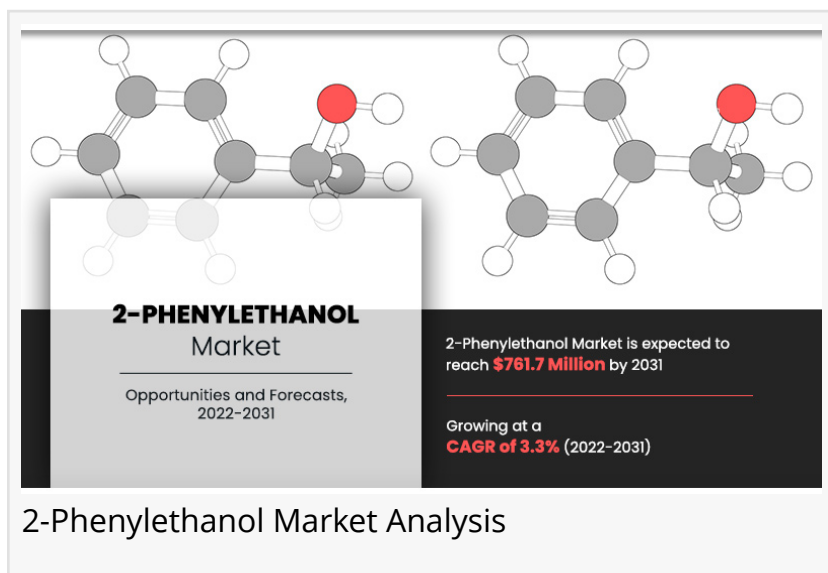 2-PHENYLETHANOL
Market
Opportunities and Forecasts,
2022-2031
2-Phenylethanol Market is expected to
reach $761.7 Million by 2031
Growing at a
CAGR of 3.3% (2022-2031)
2-Phenylethanol Market Analysis